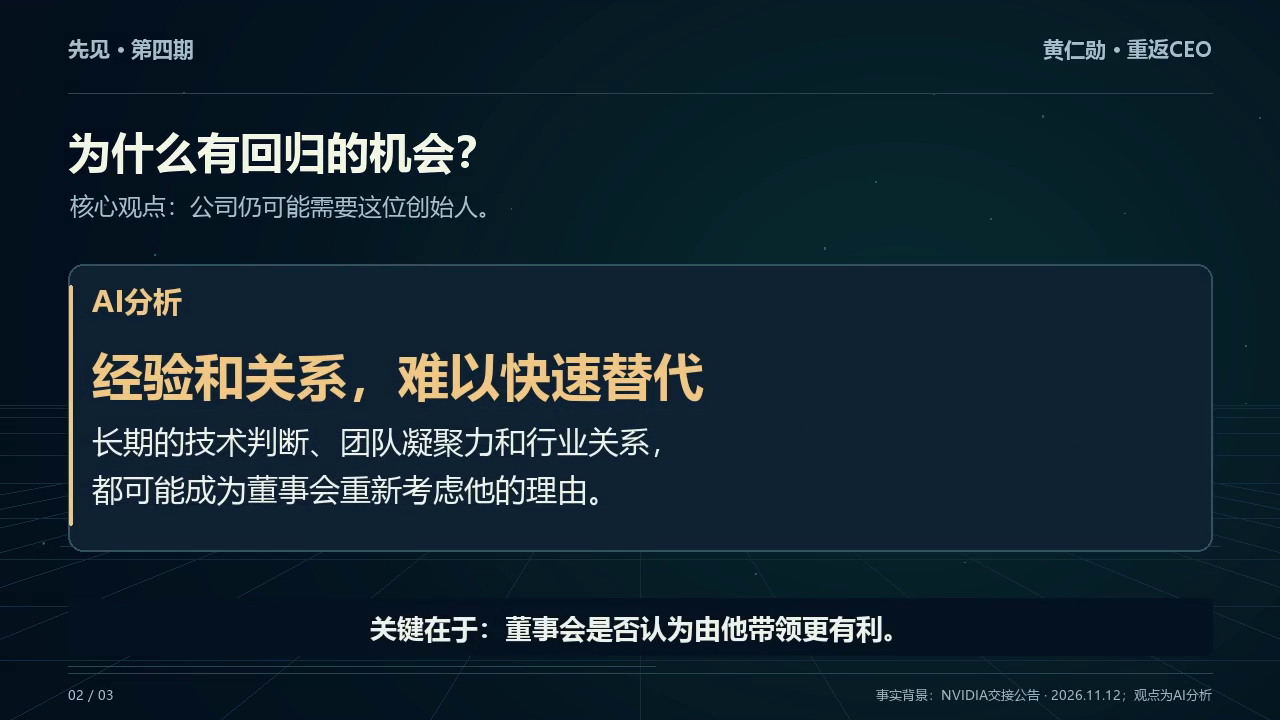 先见·第四期
黄仁勋·重返CEO
为什么有回归的机会？
核心观点：公司仍可能需要这位创始人。
AI分析
经验和关系，难以快速替代
长期的技术判断、团队凝聚力和行业关系，
都可能成为董事会重新考虑他的理由。
关键在于：董事会是否认为由他带领更有利。
02 / 03
事实背景：NVIDIA交接公告 · 2026.11.12；观点为AI分析